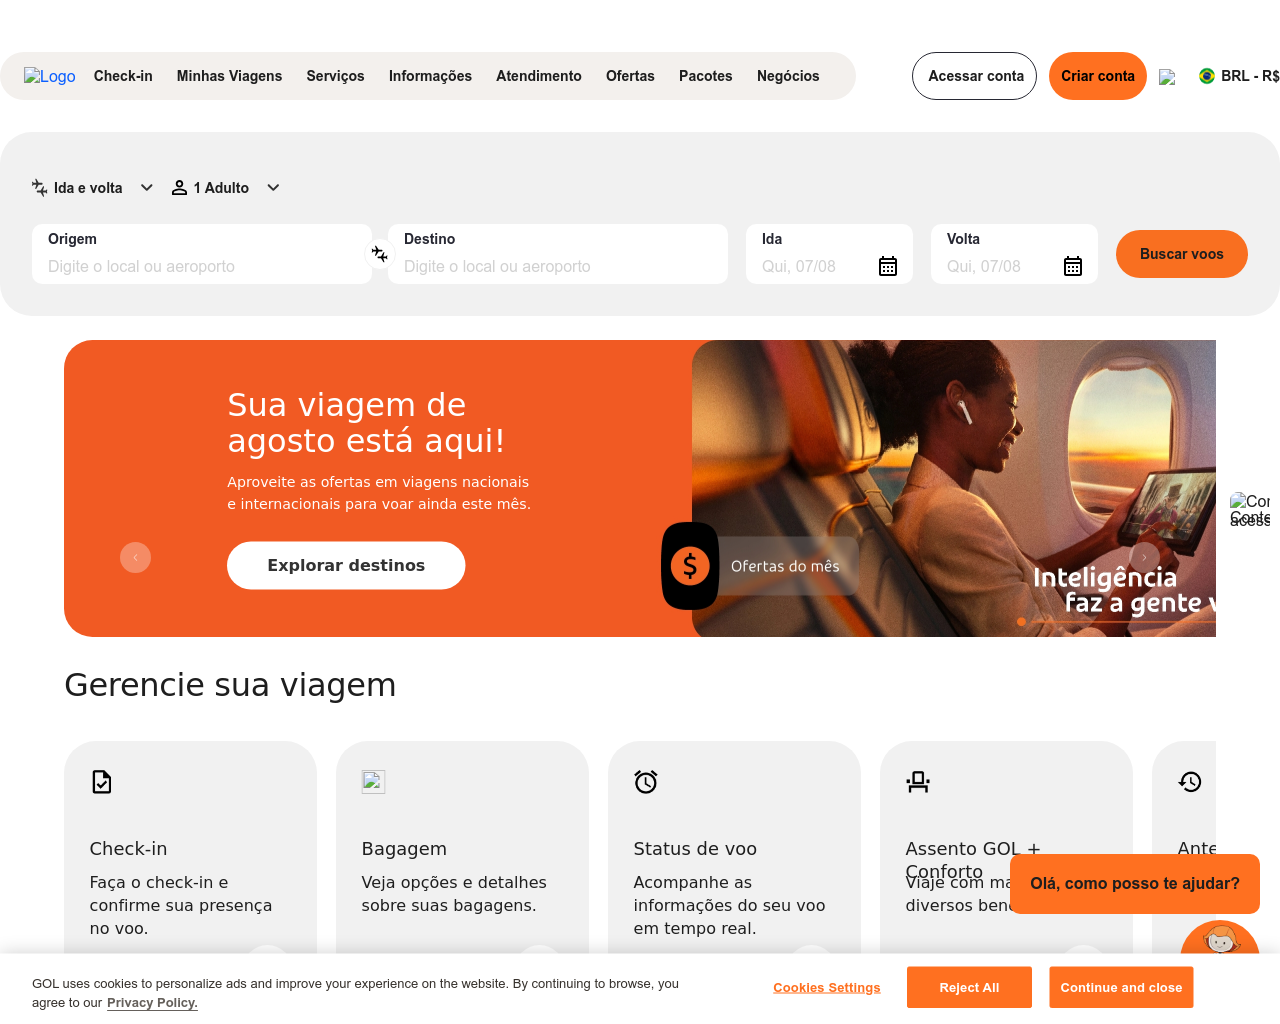 Logo
Check-in
Minhas Viagens
Serviços
Informações
Atendimento
Ofertas
Pacotes
Negócios
Acessar conta
Criar conta
BRL - R$
Ida e volta
1 Adulto
Origem
Digite o local ou aeroporto
Destino
Digite o local ou aeroporto
Ida
Qui, 07/08
Volta
Qui, 07/08
Buscar voos
Sua viagem de
agosto está aqui!
Aproveite as ofertas em viagens nacionais
e internacionais para voar ainda este mês.
Explorar destinos
$
Ofertas do mês
Inteligência
faz a gente v
Gerencie sua viagem
Check-in
Faça o check-in e
confirme sua presença
no voo.
Bagagem
Veja opções e detalhes
sobre suas bagagens.
Status de voo
Acompanhe as
informações do seu voo
em tempo real.
Assento GOL +
Conforto
Viaje com
diversos
Ante
Olá, como posso te ajudar?
GOL uses cookies to personalize ads and improve your experience on the website. By continuing to browse, you
agree to our Privacy Policy.
Cookies Settings
Reject All
Continue and close